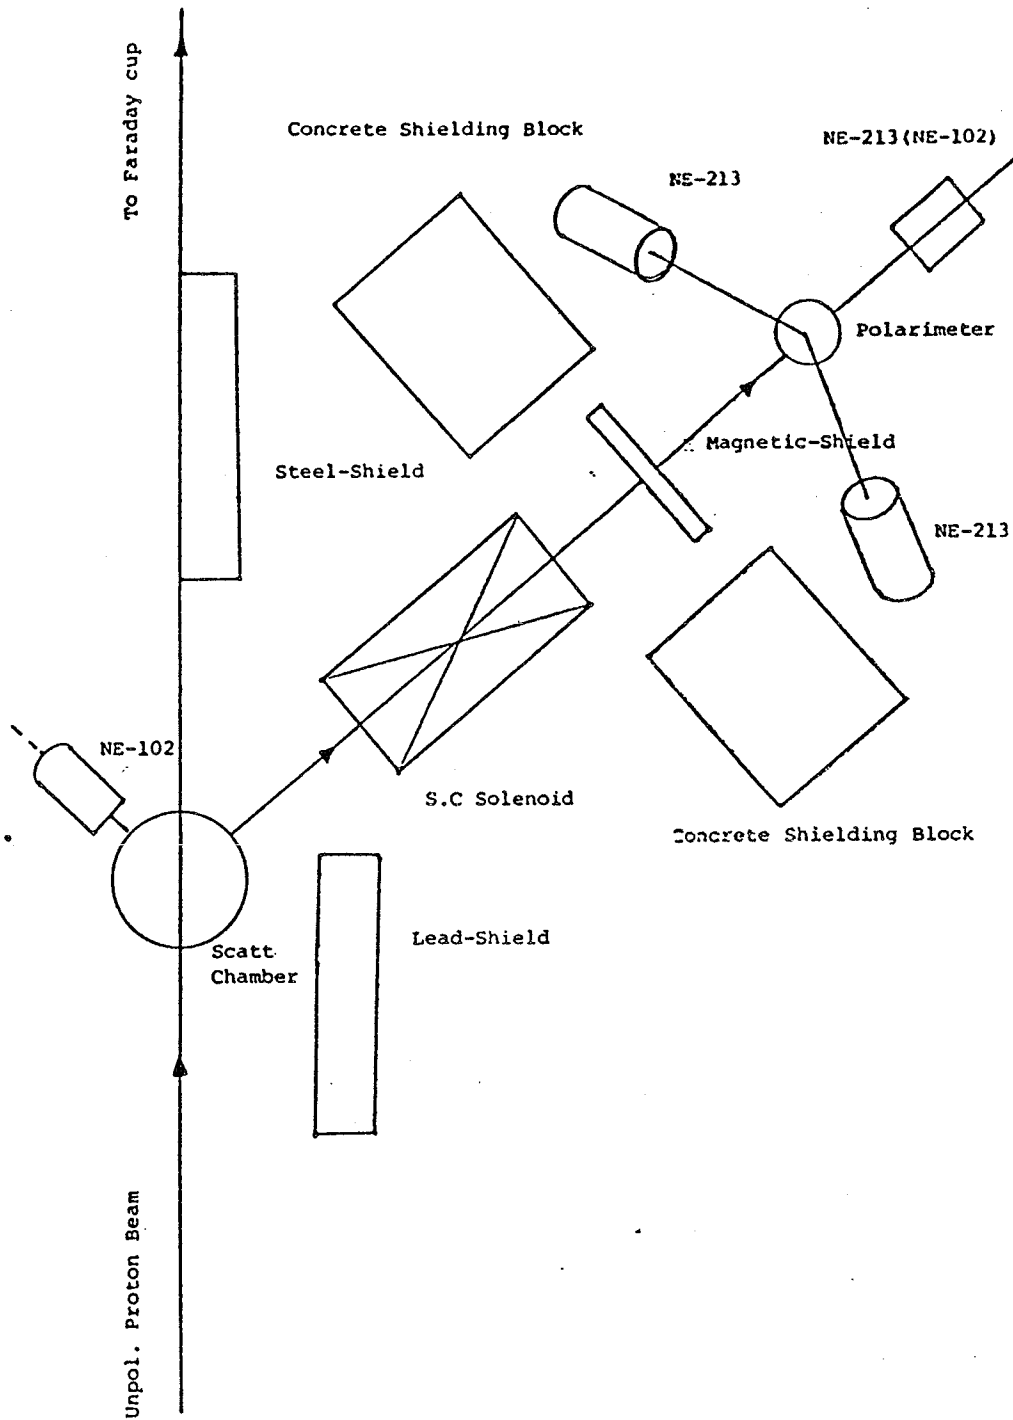 To Faraday cup
Concrete Shielding Block
NE-213(NE-102)
NE-213
Polarimeter
Magnetic-Shield
Steel-Shield
NE-213
NE-102
S.C Solenoid
Concrete Shielding Block
Lead-Shield
Scatt
Chamber
Unpol. Proton Beam